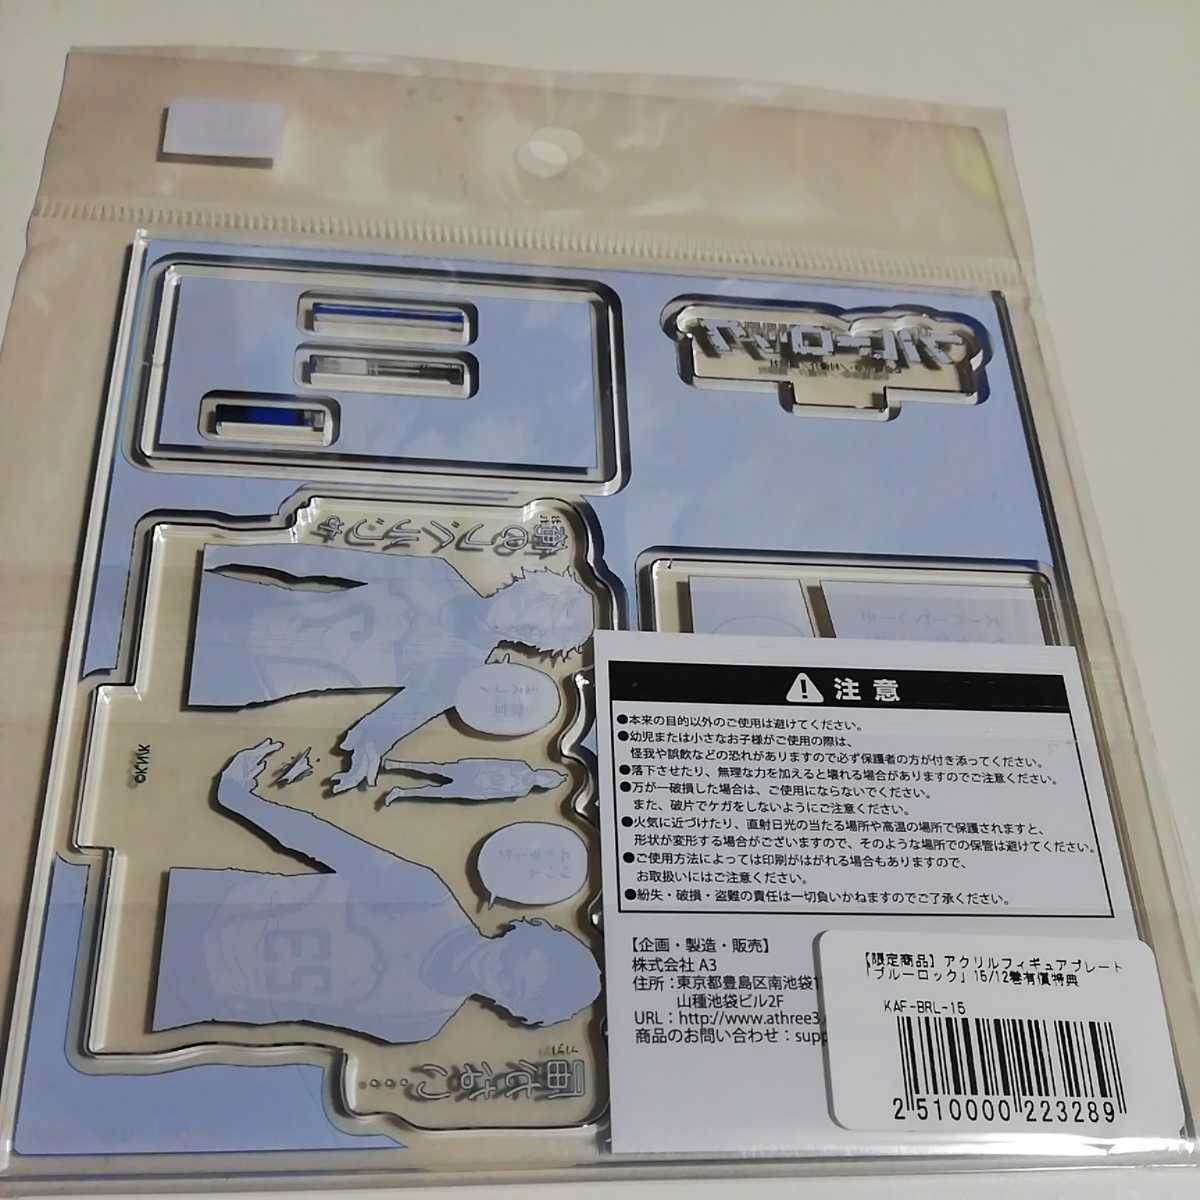 注意
●本来の目的以外のご使用は避けてください。
●幼児または小さなお子様がご使用の際は、
怪我や誤飲などの恐れがありますので必ず保護者の方が付き添ってください。
●落下させたり、無理な力を加えると壊れる場合がありますのでご注意ください。
●万が一破損した場合は、ご使用にならないでください。
また、破片でケガをしないようにご注意ください。
●火気に近づけたり、直射日光の当たる場所や高温の場所で保護されますと、
形状が変形する場合がございますので、そのような場所での保管は避けてください。
●ご使用方法によっては印刷がはがれる場合もありますので、
お取扱いにはご注意ください。
●紛失・破損・盗難の責任は一切負いかねますのでご了承ください。
【企画・製造・販売】
株式会社 A3
住所：東京都豊島区南池袋1
山種池袋ビル2F
URL：http://www.athree3.
商品のお問い合わせ：supp
【限定商品】アクリルフィギュアプレート
「ブルーロック」15/12巻有償特典
KAF-BRL-15
2 510000 223289
ブルーロック